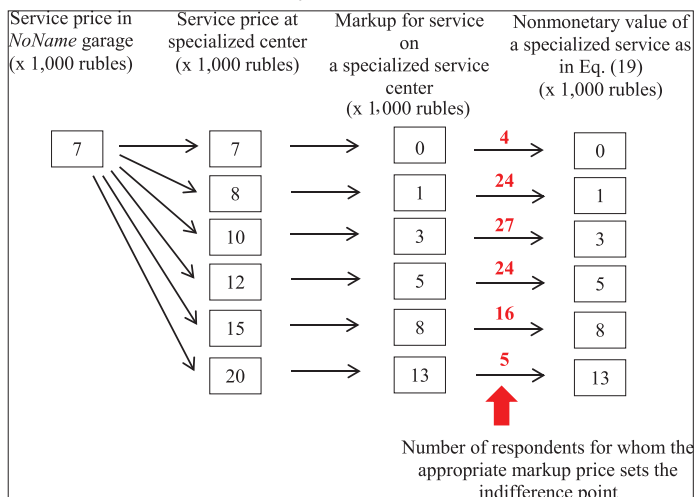 Service price in
NoName garage
(x 1,000 rubles)
Service price at
specialized center
(x 1,000 rubles)
Markup for service
on
a specialized service
center
(x 1,000 rubles)
Nonmonetary value of
a specialized service as
in Eq. (19)
(x 1,000 rubles)
7 7 0 4 0
8 1 24 1
10 3 27 3
12 5 24 5
15 8 16 8
20 13 5 13
Number of respondents for whom the
appropriate markup price sets the
indifference point